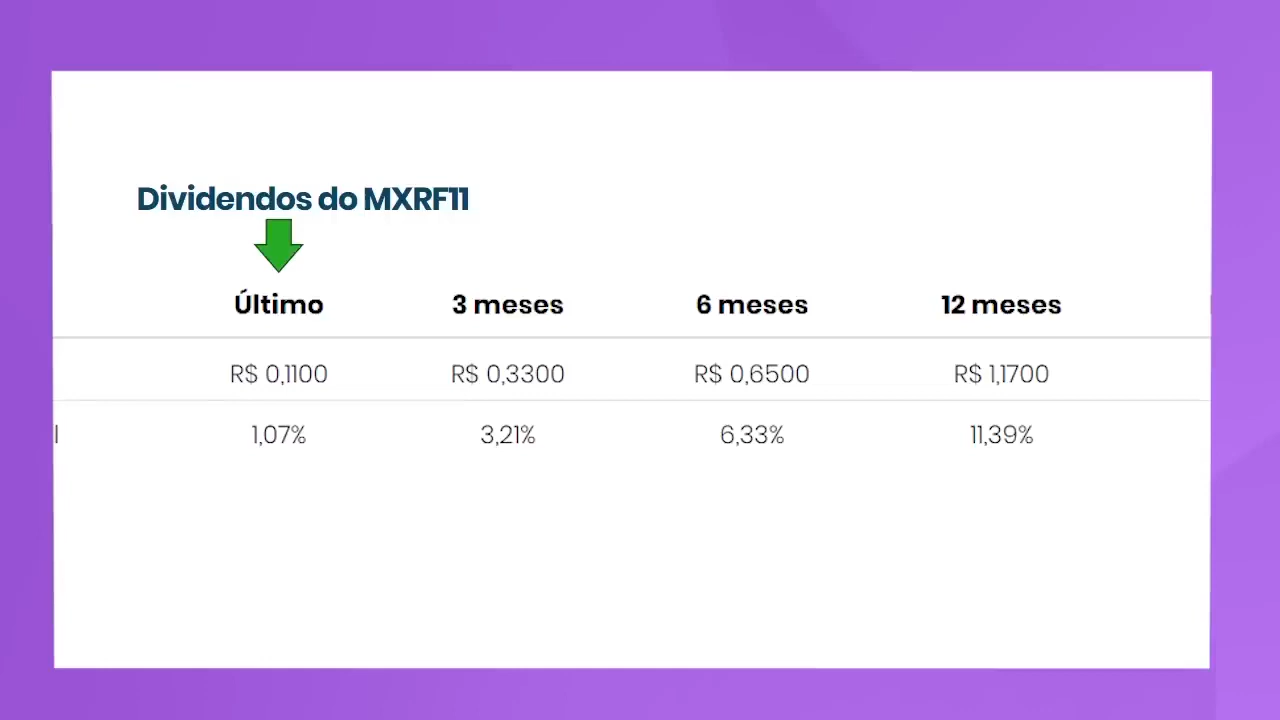 Dividendos do MXRF11
Último 3 meses 6 meses 12 meses
R$ 0,1100 R$ 0,3300 R$ 0,6500 R$ 1,1700
1,07% 3,21% 6,33% 11,39%